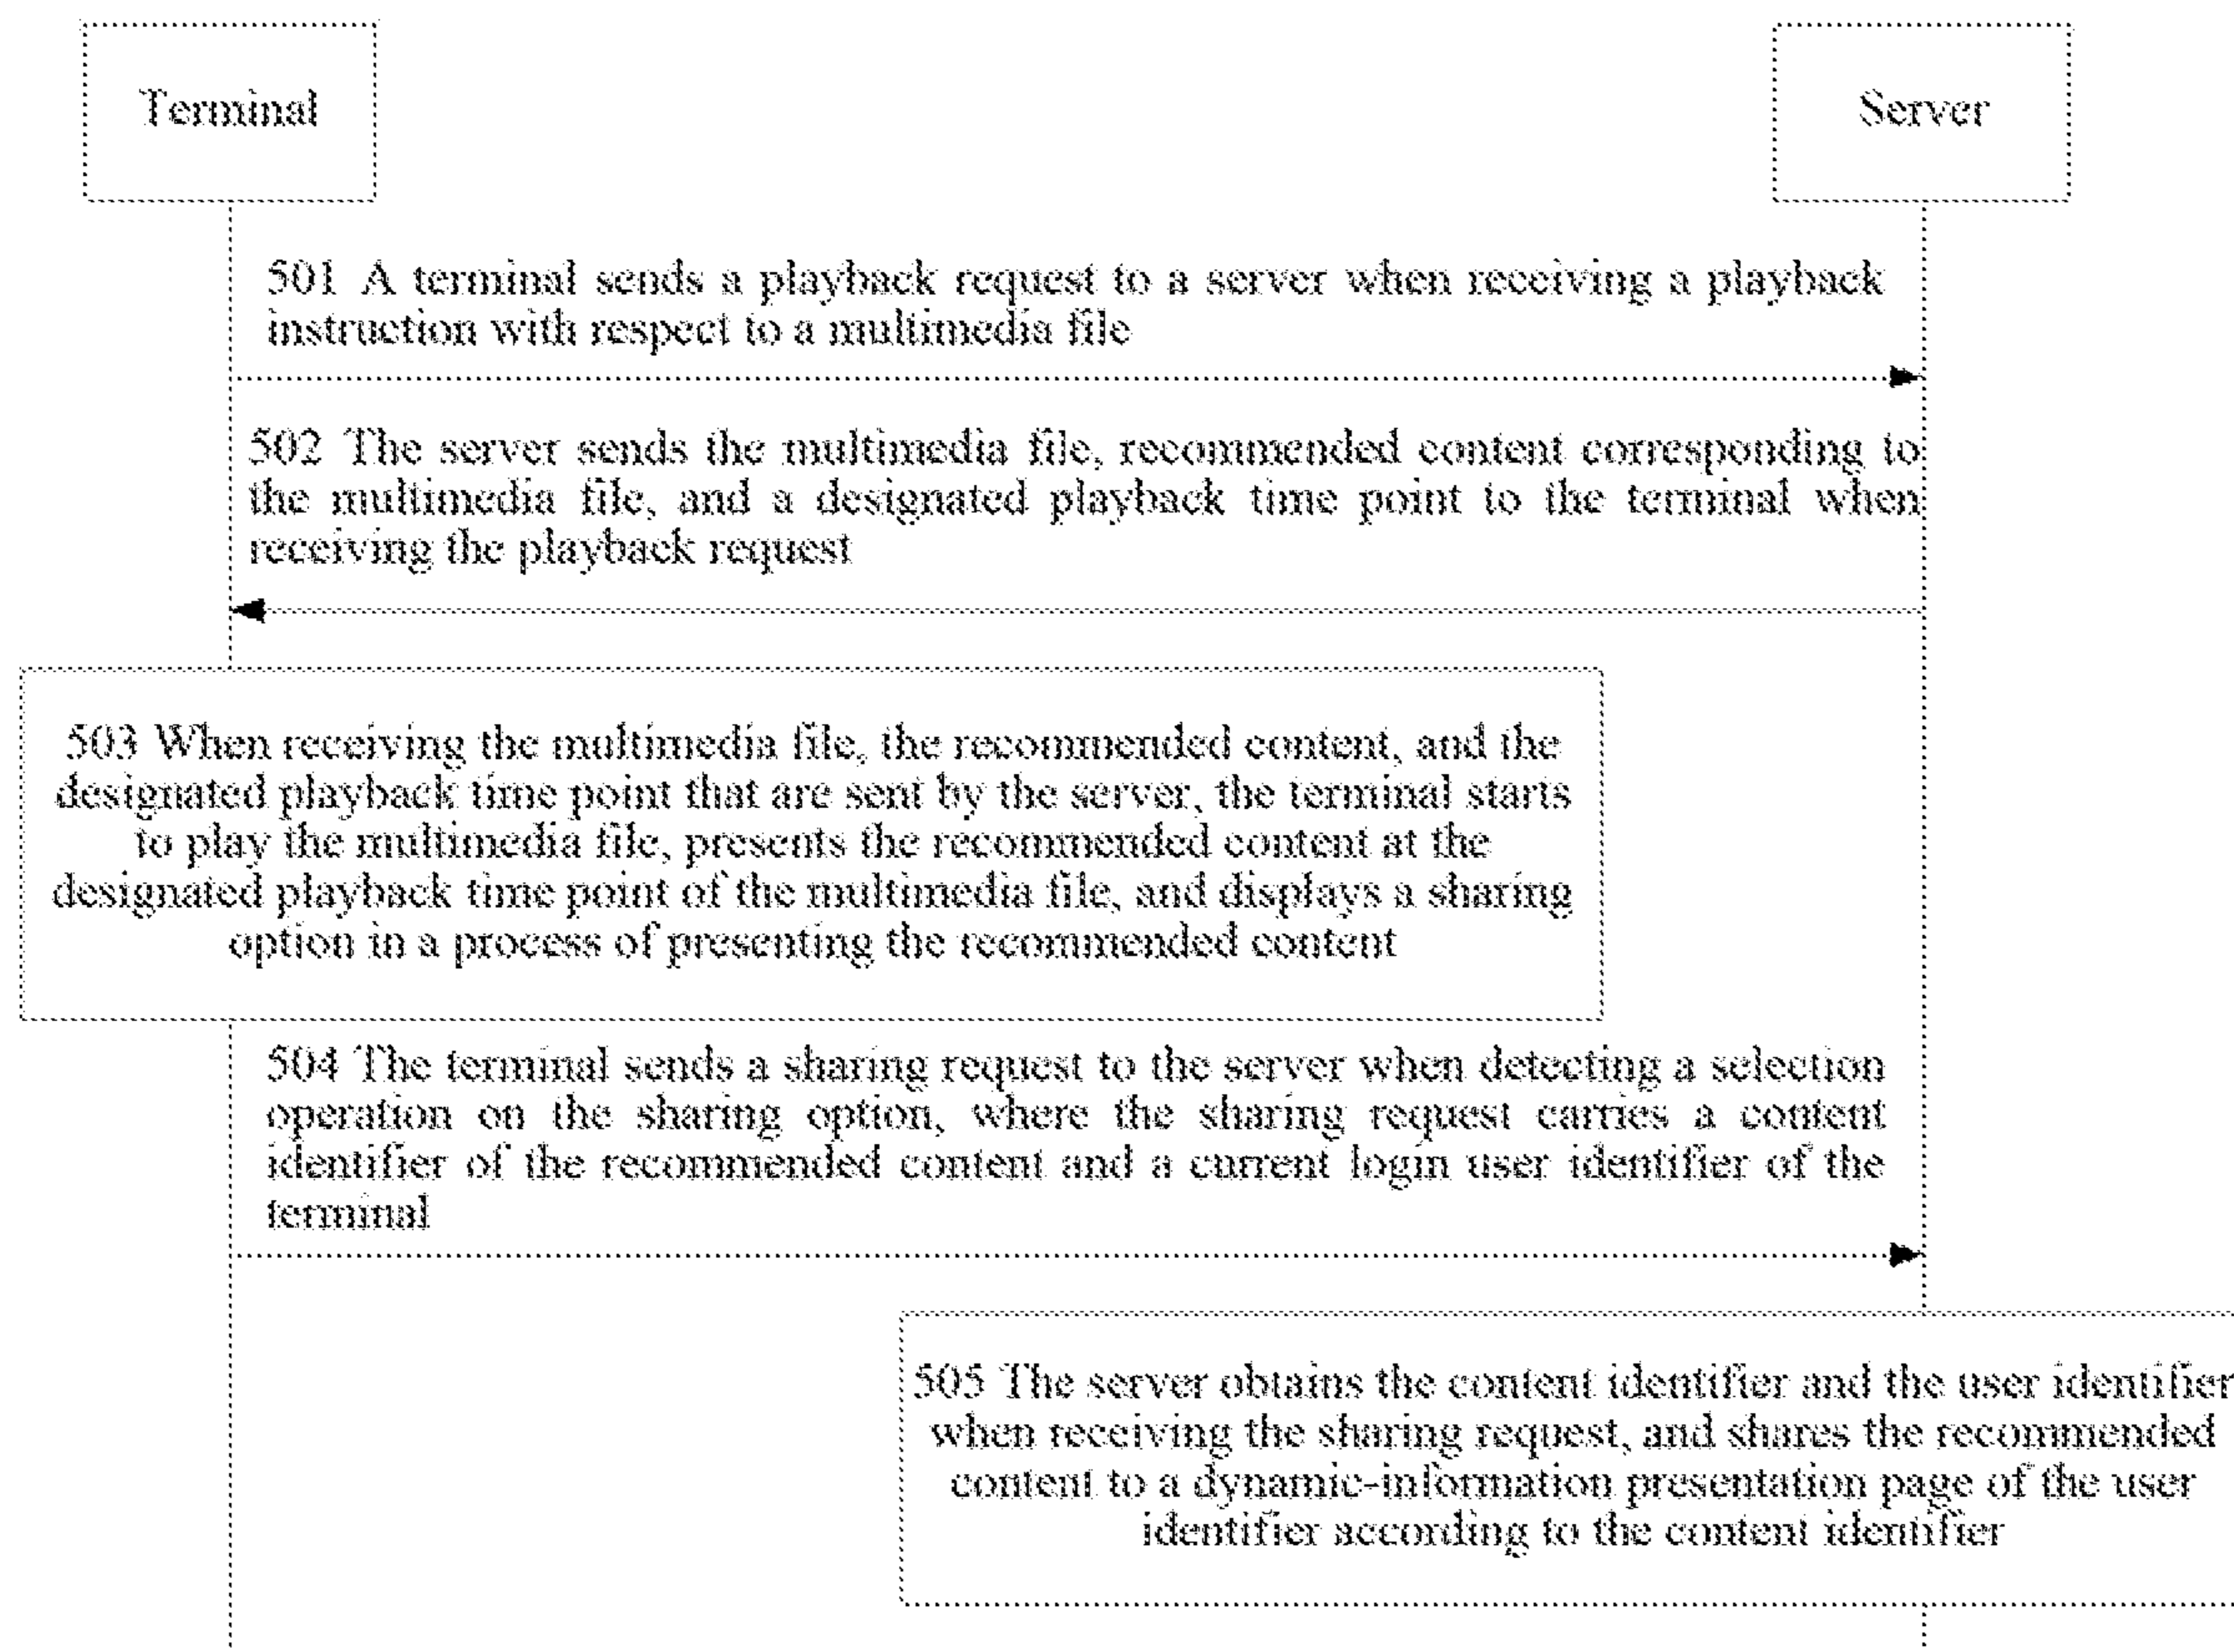 Terminal
Server
501 A terminal sends a playback request to a server when receiving a playback
instruction with respect to a multimedia file
502 The server sends the multimedia file, recommended content corresponding to
the multimedia file, and a designated playback time point to the terminal when
receiving the playback request
503 When receiving the multimedia file, the recommended content, and the
designated playback time point that are sent by the server, the terminal starts
to play the multimedia file, presents the recommended content at the
designated playback time point of the multimedia file, and displays a sharing
option in a process of presenting the recommended content
504 The terminal sends a sharing request to the server when detecting a selection
operation on the sharing option, where the sharing request carries a content
identifier of the recommended content and a current login user identifier of the
terminal
505 The server obtains the content identifier and the user identifier
when receiving the sharing request, and shares the recommended
content to a dynamic-information presentation page of the user
identifier according to the content identifier